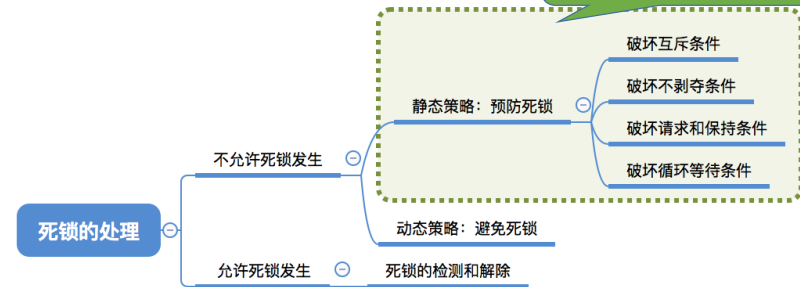 破坏互斥条件
破坏不剥夺条件
静态策略：预防死锁
破坏请求和保持条件
不允许死锁发生
破坏循环等待条件
死锁的处理
动态策略：避免死锁
允许死锁发生
死锁的检测和解除